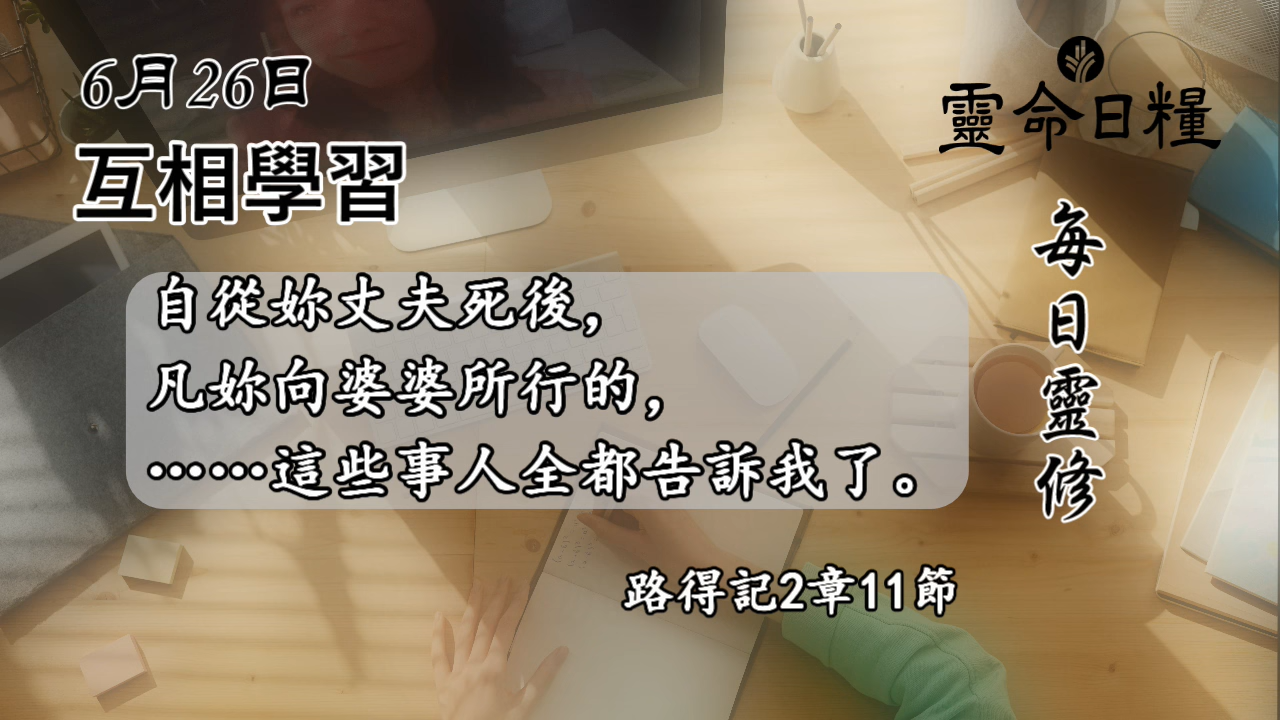 6月26日
互相學習
自從妳丈夫死後，
凡妳向婆婆所行的，
……這些事人全都告訴我了。
路得記2章11節
靈命日糧
每日靈修